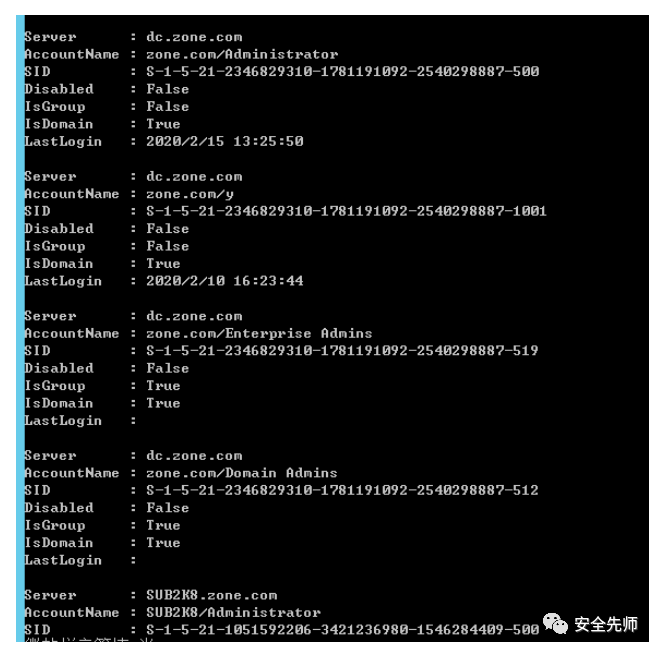 Server      : dc.zone.com
AccountName : zone.com/Administrator
SID         : S-1-5-21-2346829310-1781191092-2540298887-500
Disabled    : False
IsGroup     : False
IsDomain    : True
LastLogin   : 2020/2/15 13:25:50
Server      : dc.zone.com
AccountName : zone.com/y
SID         : S-1-5-21-2346829310-1781191092-2540298887-1001
Disabled    : False
IsGroup     : False
IsDomain    : True
LastLogin   : 2020/2/10 16:23:44
Server      : dc.zone.com
AccountName : zone.com/Enterprise Admins
SID         : S-1-5-21-2346829310-1781191092-2540298887-519
Disabled    : False
IsGroup     : True
IsDomain    : True
LastLogin   :
Server      : dc.zone.com
AccountName : zone.com/Domain Admins
SID         : S-1-5-21-2346829310-1781191092-2540298887-512
Disabled    : False
IsGroup     : True
IsDomain    : True
LastLogin   :
Server      : SUB2K8.zone.com
AccountName : SUB2K8/Administrator
SID         : S-1-5-21-1051592206-3421236980-1546284409-500
安全先师